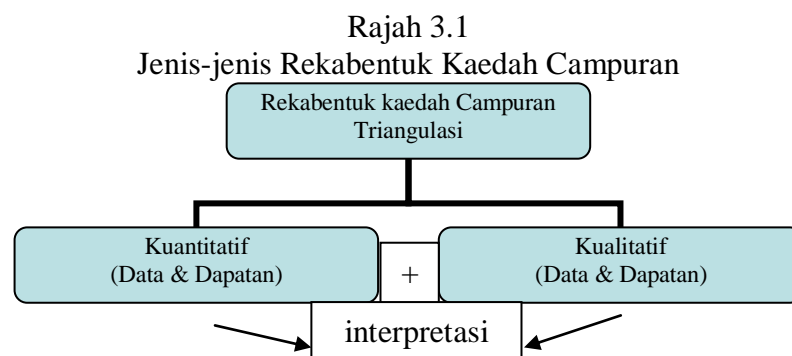 Rajah 3.1
Jenis-jenis Rekabentuk Kaedah Campuran
Rekabentuk kaedah Campuran
Triangulasi
Kuantitatif
(Data & Dapatan)
+
Kualitatif
(Data & Dapatan)
interpretasi